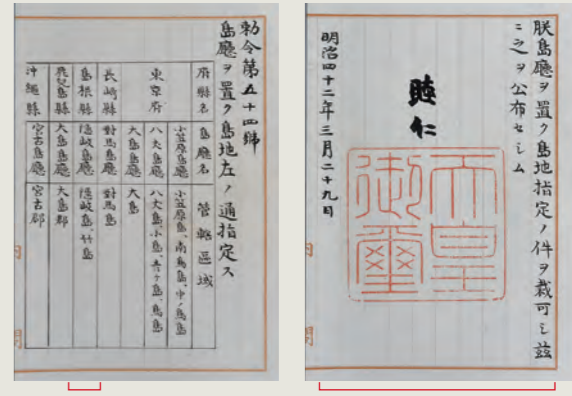 朕島廳ヲ置ク島地指定ノ件ヲ裁可シ茲
ニ之ヲ公布セシム
睦仁
天皇
御璽
明治四十二年三月二十九日
勅令第五十四號
島廳ヲ置ク島地左ノ通指定ス
府縣名 島廳名 管轄區域
東京府 小笠原島廳 小笠原島、南鳥島、中ノ鳥島
八丈島廳 八丈島、小島、青ヶ島、鳥島
大島廳 大島
長崎縣 對馬島廳 對馬島
島根縣 隠岐島廳 隠岐島、竹島
鹿兒島縣 大島島廳 大島郡
沖繩縣 宮古島廳 宮古郡